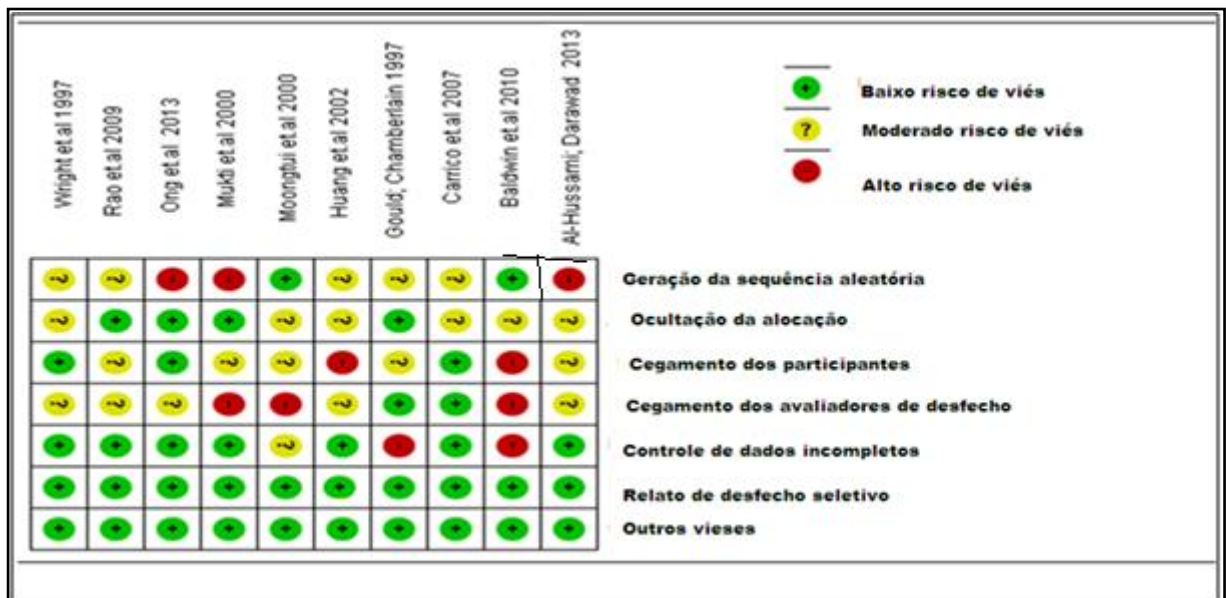 Wright et al 1997
Rao et al 2009
Ong et al 2013
Mukti et al 2000
Moongtui et al 2000
Huang et al 2002
Gould; Chamberlain 1997
Carrico et al 2007
Baldwin et al 2010
Al-Hussami; Darawad 2013
+ Baixo risco de viés
? Moderado risco de viés
- Alto risco de viés
? ? - - + ? ? ? + - Geração da sequência aleatória
? + + + ? ? + ? ? ? Ocultação da alocação
+ ? + ? ? - ? + - ? Cegamento dos participantes
? ? ? - - ? + + - ? Cegamento dos avaliadores de desfecho
+ + + + ? + - + - + Controle de dados incompletos
+ + + + + + + + + + Relato de desfecho seletivo
+ + + + + + + + + + Outros vieses